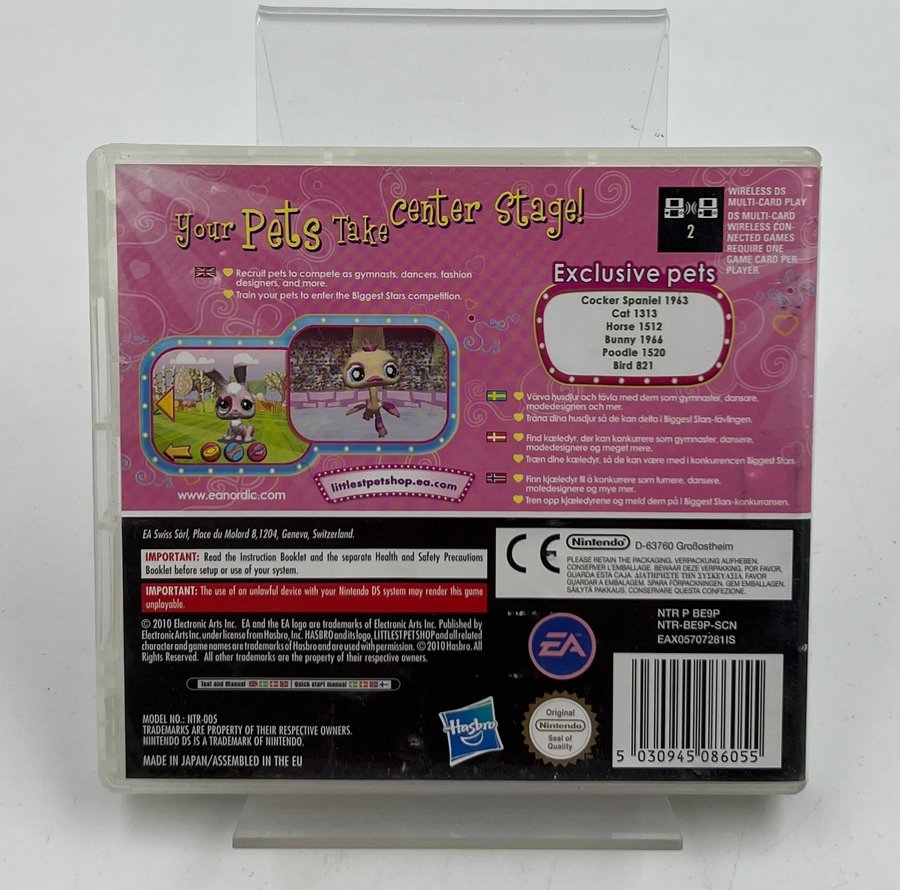 Your Pets Take center Stage!
Recruit pets to compete as gymnasts, dancers, fashion
designers, and more.
Train your pets to enter the Biggest Stars competition.
WIRELESS DS
MULTI-CARD PLAY
DS MULTI-CARD
WIRELESS CON-
NECTED GAMES
REQUIRE ONE
GAME CARD PER
PLAYER.
2
Exclusive pets
Cocker Spaniel 1963
Cat 1313
Horse 1512
Bunny 1966
Poodle 1520
Bird 821
Värva husdjur och tävla med dem som gymnaster, dansare,
modedesigners och mer.
Träna dina husdjur så de kan delta i Biggest Stars-tävlingen.
Find kæledyr, der kan konkurrere som gymnaster, dansere,
modedesignere og meget mere.
Træn dine kæledyr, så de kan være med i konkurrencen Biggest Stars.
Finn kjæledyr til å konkurrere som turnere, dansere,
motedesignere og mye mer.
Tren opp kjæledyrene og meld dem på i Biggest Stars-konkurransen.
www.eanordic.com
littlestpetshop.ea.com
EA Swiss Sàrl, Place du Molard 8,1204, Geneva, Switzerland.
IMPORTANT: Read the Instruction Booklet and the separate Health and Safety Precautions
Booklet before setup or use of your system.
IMPORTANT: The use of an unlawful device with your Nintendo DS system may render this game
unplayable.
© 2010 Electronic Arts Inc. EA and the EA logo are trademarks of Electronic Arts Inc. Published by
Electronic Arts Inc. under license from Hasbro, Inc. HASBRO and its logo, LITTLEST PET SHOP and all related
character and game names are trademarks of Hasbro and are used with permission. © 2010 Hasbro. All
Rights Reserved. All other trademarks are the property of their respective owners.
Text and Manual
Quick start manual
MODEL NO.: NTR-005
TRADEMARKS ARE PROPERTY OF THEIR RESPECTIVE OWNERS.
NINTENDO DS IS A TRADEMARK OF NINTENDO.
MADE IN JAPAN/ASSEMBLED IN THE EU
CE
Nintendo®
D-63760 Großostheim
PLEASE RETAIN THE PACKAGING. VERPACKUNG AUFHEBEN.
CONSERVER L'EMBALLAGE. BEWAAR DEZE VERPAKKING. POR FAVOR,
GUARDA ESTA CAJA. ΔΙΑΤΗΡΗΣΤΕ ΤΗΝ ΣΥΣΚΕΥΑΣΙΑ. FAVOR
GUARDAR A EMBALAGEM. SPARA FÖRPACKNINGEN. GEM EMBALLAGEN.
SÄILYTÄ PAKKAUS. CONSERVARE QUESTA CONFEZIONE.
NTR P BE9P
NTR-BE9P-SCN
EAX05707281IS
EA
Hasbro
Original
Nintendo
Seal of
Quality
5 030945 086055